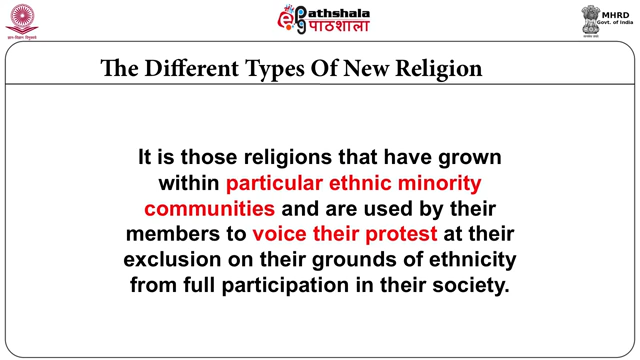 Pathshala
पाठशाला
MHRD
Govt. of India
The Different Types Of New Religion
It is those religions that have grown
within particular ethnic minority
communities and are used by their
members to voice their protest at their
exclusion on their grounds of ethnicity
from full participation in their society.